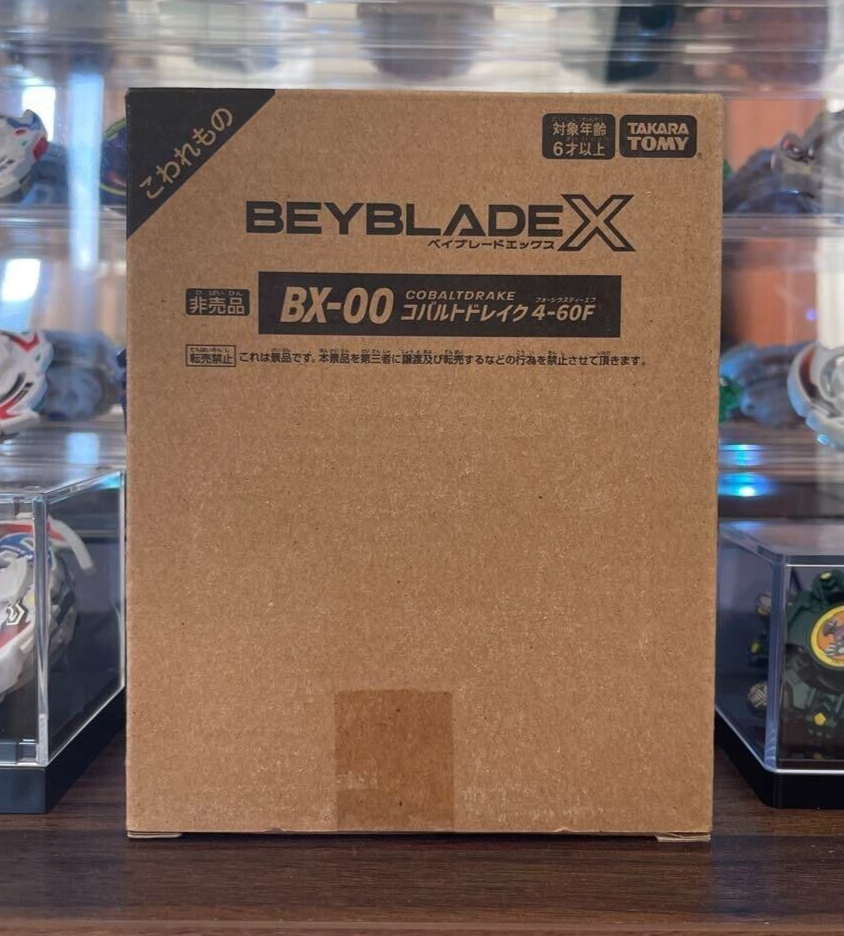 こわれもの
対象年齢
6才以上
TAKARA
TOMY
BEYBLADE X
ベイブレードエックス
非売品
BX-00
COBALTDRAKE
フォーシックスティーエフ
コバルトドレイク 4-60F
転売禁止 これは景品です。本景品を第三者に譲渡及び転売するなどの行為を禁止させて頂きます。